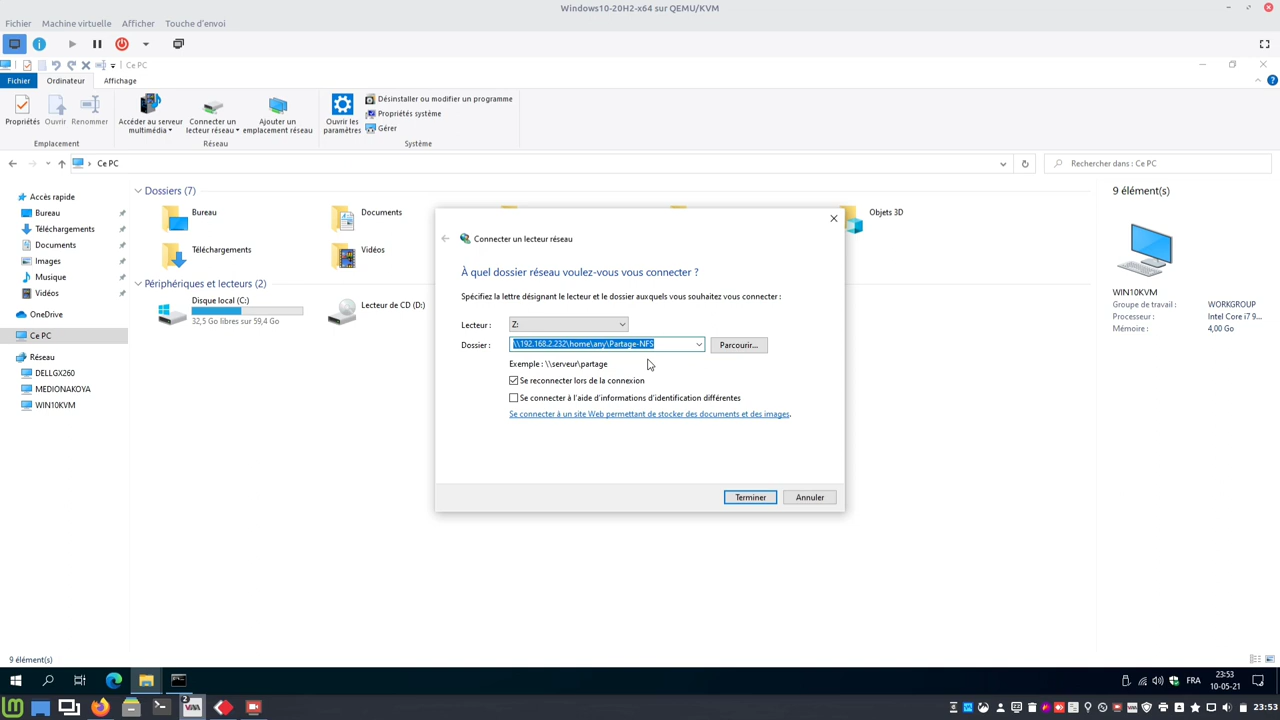 Windows10-20H2-x64 sur QEMU/KVM
Fichier Machine virtuelle Afficher Touche d'envoi
Ce PC
Fichier Ordinateur Affichage
Propriétés
Ouvrir
Renommer
Accéder au serveur multimédia
Connecter un lecteur réseau
Ajouter un emplacement réseau
Ouvrir les paramètres
Désinstaller ou modifier un programme
Propriétés système
Gérer
Emplacement Réseau Système
Ce PC
Rechercher dans : Ce PC
Accès rapide
Bureau
Téléchargements
Documents
Images
Musique
Vidéos
OneDrive
Ce PC
Réseau
DELLGX260
MEDIONAKOYA
WIN10KVM
Dossiers (7)
Bureau
Documents
Objets 3D
Téléchargements
Vidéos
Périphériques et lecteurs (2)
Disque local (C:)
32,5 Go libres sur 59,4 Go
Lecteur de CD (D:)
Connecter un lecteur réseau
À quel dossier réseau voulez-vous vous connecter ?
Spécifiez la lettre désignant le lecteur et le dossier auxquels vous souhaitez vous connecter :
Lecteur : Z:
Dossier : \\192.168.2.232\home\any\Partage-NFS Parcourir...
Exemple : \\serveur\partage
Se reconnecter lors de la connexion
Se connecter à l'aide d'informations d'identification différentes
Se connecter à un site Web permettant de stocker des documents et des images.
Terminer Annuler
9 élément(s)
WIN10KVM
Groupe de travail : WORKGROUP
Processeur : Intel Core i7 9...
Mémoire : 4,00 Go
9 élément(s)
FRA
23:53
10-05-21
2
23:53